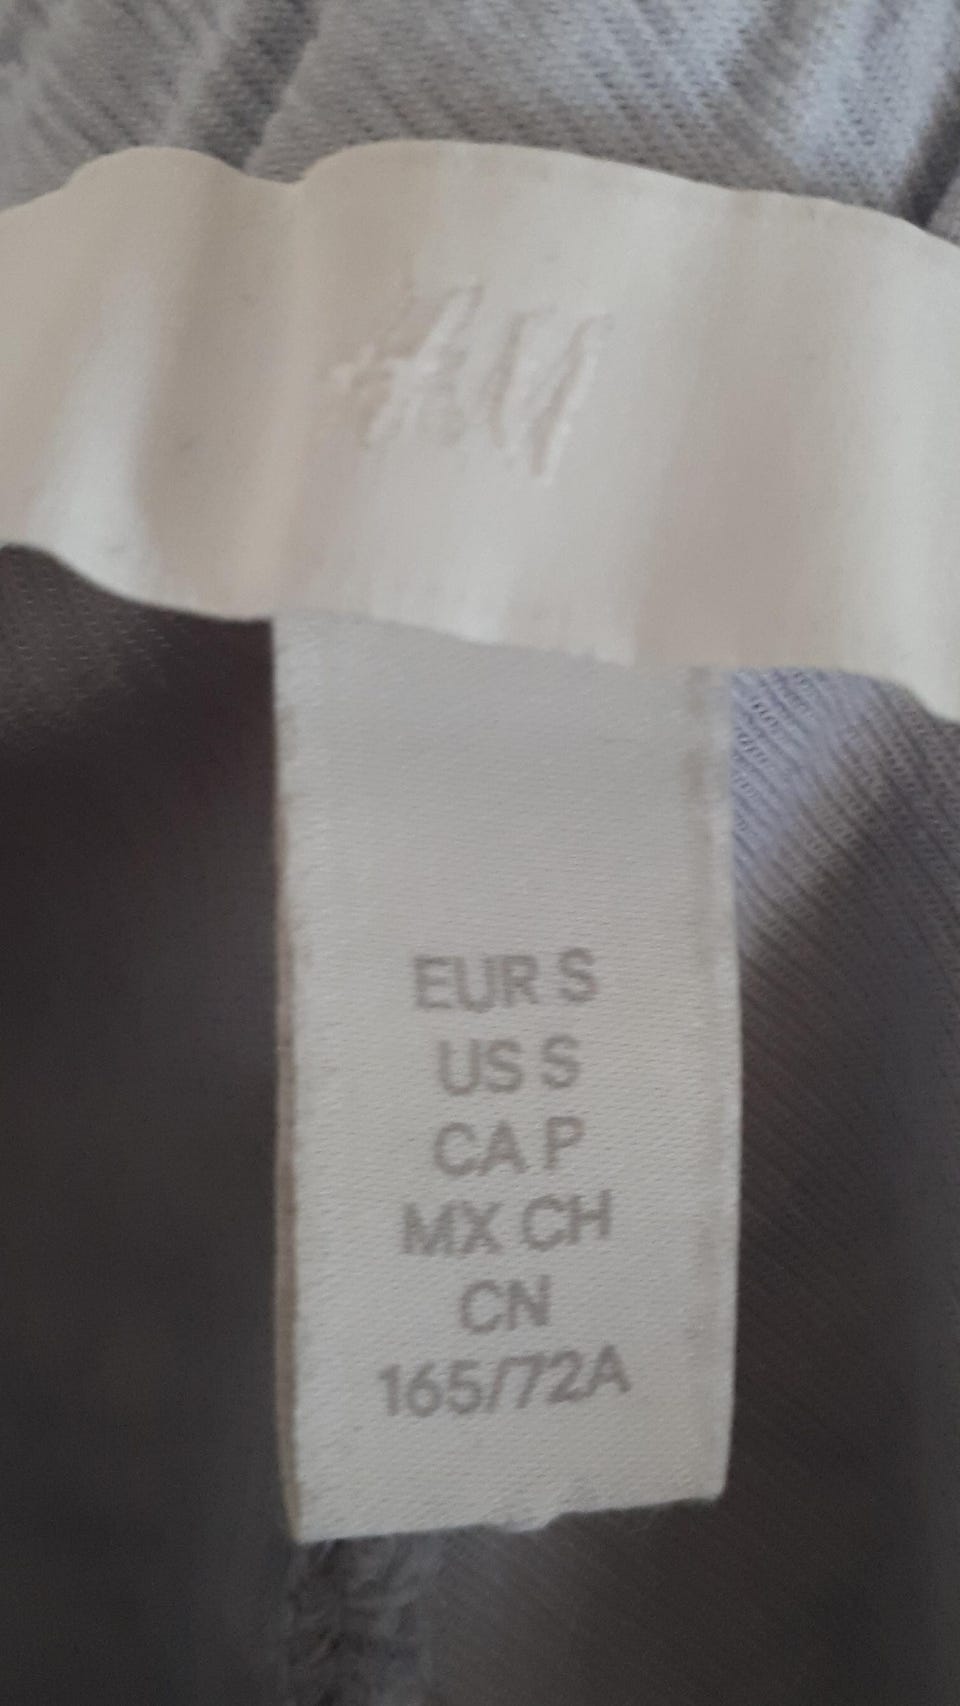 H&M
EUR S
US S
CA P
MX CH
CN
165/72A